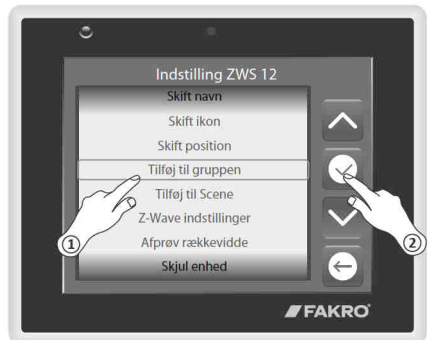 Indstilling ZWS 12
Skift navn
Skift ikon
Skift position
Tilføj til gruppen
Tilføj til Scene
Z-Wave indstillinger
Afprøv rækkevidde
Skjul enhed
1
2
FAKRO